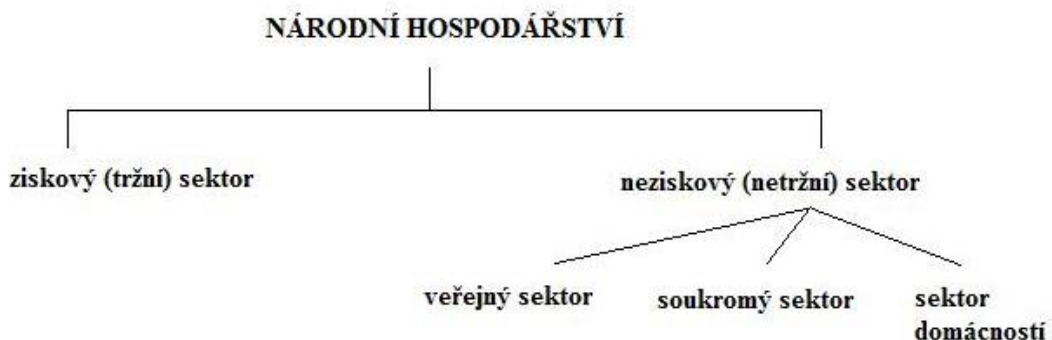 NÁRODNÍ HOSPODÁŘSTVÍ
ziskový (tržní) sektor
neziskový (netržní) sektor
veřejný sektor
soukromý sektor
sektor
domácností